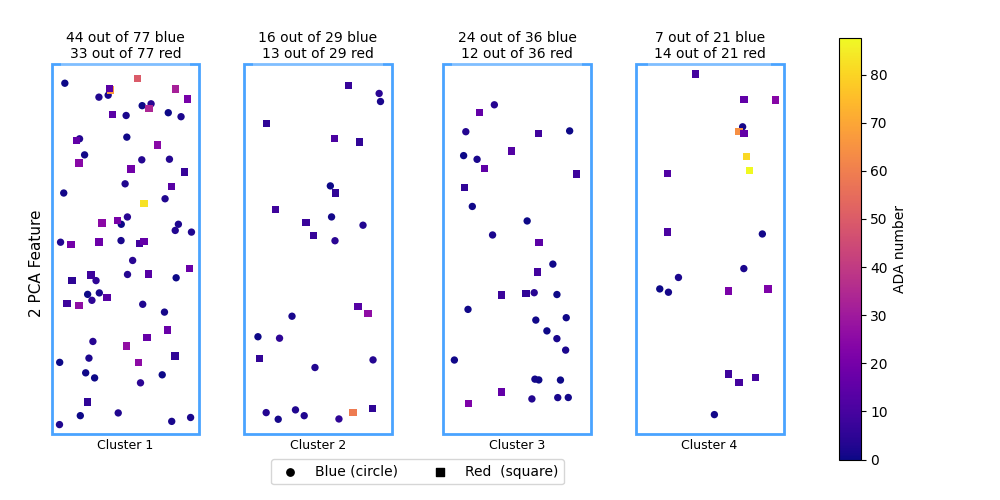 44 out of 77 blue
33 out of 77 red
16 out of 29 blue
13 out of 29 red
24 out of 36 blue
12 out of 36 red
7 out of 21 blue
14 out of 21 red
2 PCA Feature
Cluster 1
Cluster 2
Cluster 3
Cluster 4
80
70
60
50
40
30
20
10
0
ADA number
Blue (circle)
Red  (square)